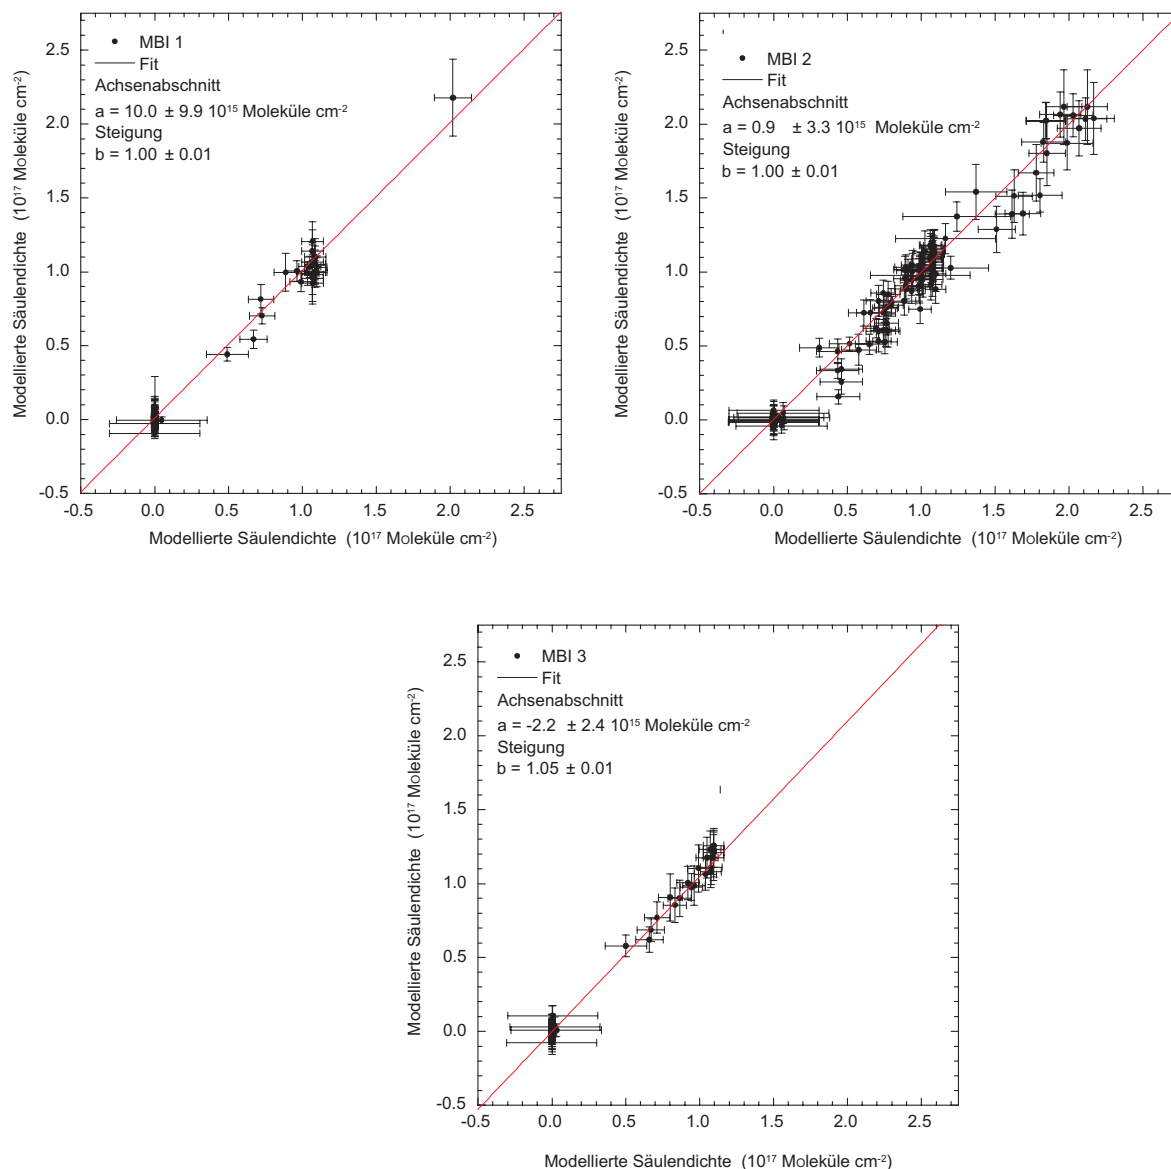 MBI 1
Fit
Achsenabschnitt
a = 10.0 ± 9.9 10¹⁵ Moleküle cm⁻²
Steigung
b = 1.00 ± 0.01
Modellierte Säulendichte (10¹⁷ Moleküle cm⁻²)
2.5
2.0
1.5
1.0
0.5
0.0
-0.5
-0.5 0.0 0.5 1.0 1.5 2.0 2.5
Modellierte Säulendichte (10¹⁷ Moleküle cm⁻²)
MBI 2
Fit
Achsenabschnitt
a = 0.9 ± 3.3 10¹⁵ Moleküle cm⁻²
Steigung
b = 1.00 ± 0.01
Modellierte Säulendichte (10¹⁷ Moleküle cm⁻²)
2.5
2.0
1.5
1.0
0.5
0.0
-0.5
-0.5 0.0 0.5 1.0 1.5 2.0 2.5
Modellierte Säulendichte (10¹⁷ Moleküle cm⁻²)
MBI 3
Fit
Achsenabschnitt
a = -2.2 ± 2.4 10¹⁵ Moleküle cm⁻²
Steigung
b = 1.05 ± 0.01
Modellierte Säulendichte (10¹⁷ Moleküle cm⁻²)
2.5
2.0
1.5
1.0
0.5
0.0
-0.5
-0.5 0.0 0.5 1.0 1.5 2.0 2.5
Modellierte Säulendichte (10¹⁷ Moleküle cm⁻²)